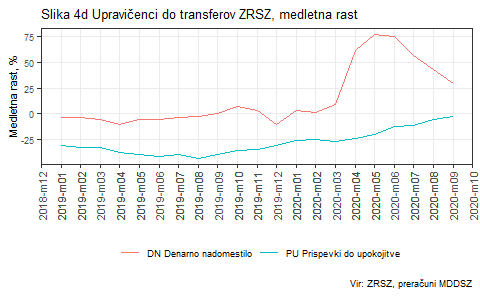 Slika 4d Upravičenci do transferov ZRSZ, medletna rast
Medletna rast, %
75
50
25
0
-25
2018-m12
2019-m01
2019-m02
2019-m03
2019-m04
2019-m05
2019-m06
2019-m07
2019-m08
2019-m09
2019-m10
2019-m11
2019-m12
2020-m01
2020-m02
2020-m03
2020-m04
2020-m05
2020-m06
2020-m07
2020-m08
2020-m09
2020-m10
DN Denarno nadomestilo
PU Prispevki do upokojitve
Vir: ZRSZ, preračuni MDDSZ